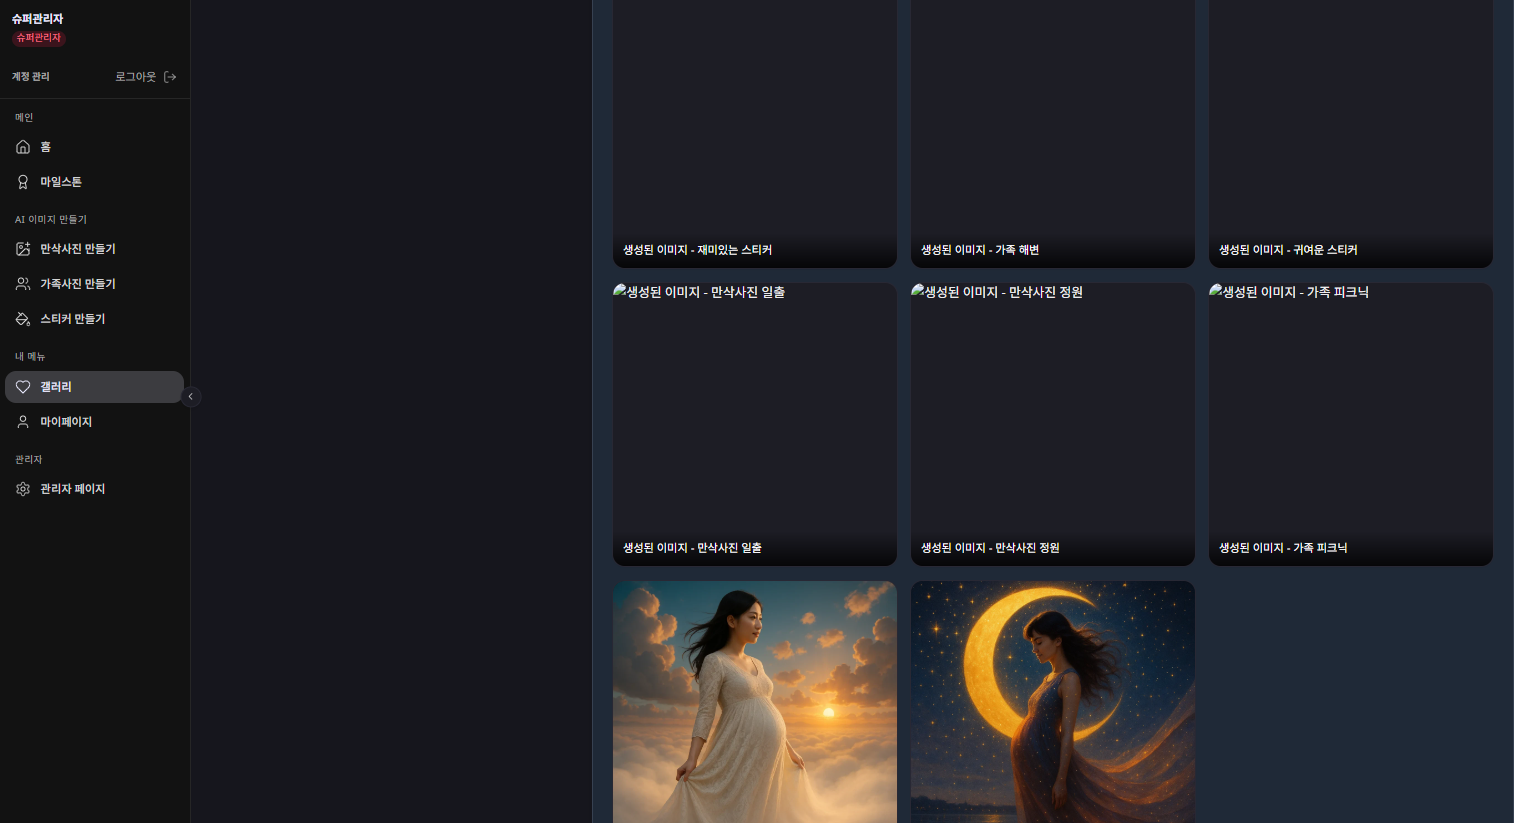 슈퍼관리자
슈퍼관리자
계정 관리
로그아웃
메인
홈
마일스톤
AI 이미지 만들기
만삭사진 만들기
가족사진 만들기
스티커 만들기
내 메뉴
갤러리
마이페이지
관리자
관리자 페이지
생성된 이미지 - 재미있는 스티커
생성된 이미지 - 가족 해변
생성된 이미지 - 귀여운 스티커
생성된 이미지 - 만삭사진 일출
생성된 이미지 - 만삭사진 정원
생성된 이미지 - 가족 피크닉
생성된 이미지 - 만삭사진 일출
생성된 이미지 - 만삭사진 정원
생성된 이미지 - 가족 피크닉